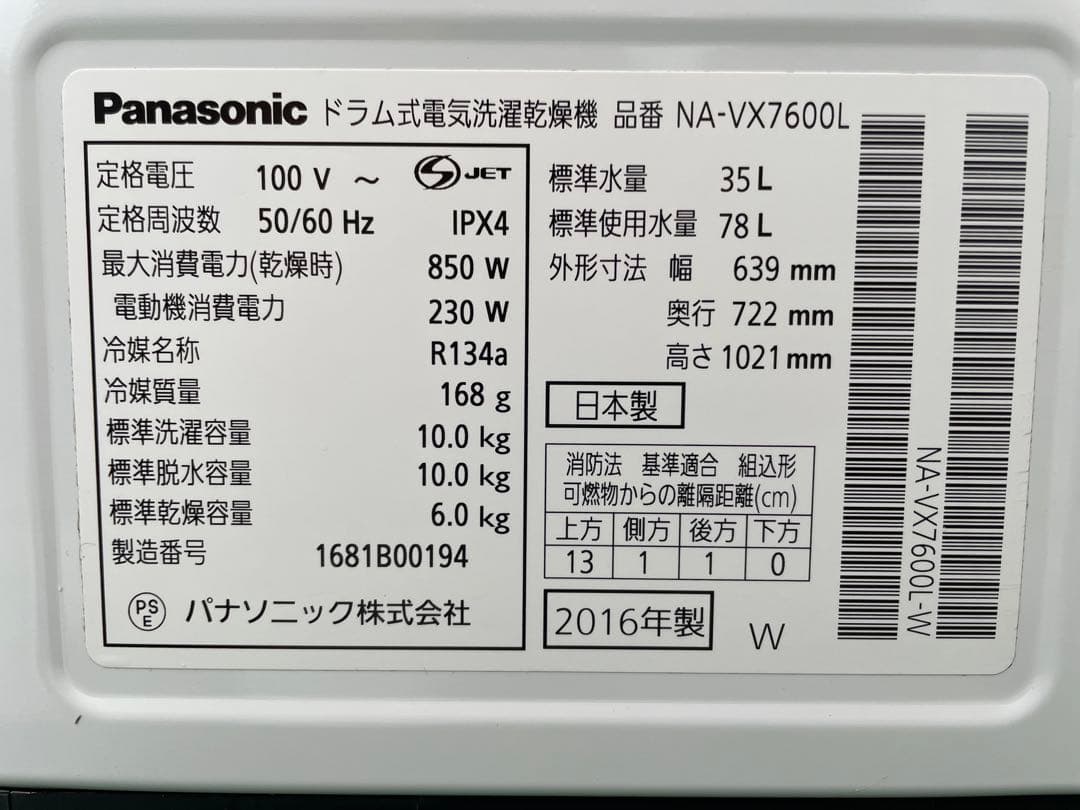 Panasonic ドラム式電気洗濯乾燥機 品番 NA-VX7600L
定格電圧 100 V ~ S JET
定格周波数 50/60 Hz IPX4
最大消費電力(乾燥時) 850 W
電動機消費電力 230 W
冷媒名称 R134a
冷媒質量 168 g
標準洗濯容量 10.0 kg
標準脱水容量 10.0 kg
標準乾燥容量 6.0 kg
製造番号 1681B00194
PS
E
パナソニック株式会社
標準水量 35 L
標準使用水量 78 L
外形寸法 幅 639 mm
奥行 722 mm
高さ 1021 mm
日本製
消防法 基準適合 組込形
可燃物からの離隔距離(cm)
上方 側方 後方 下方
13 1 1 0
2016年製 W
NA-VX7600L-W